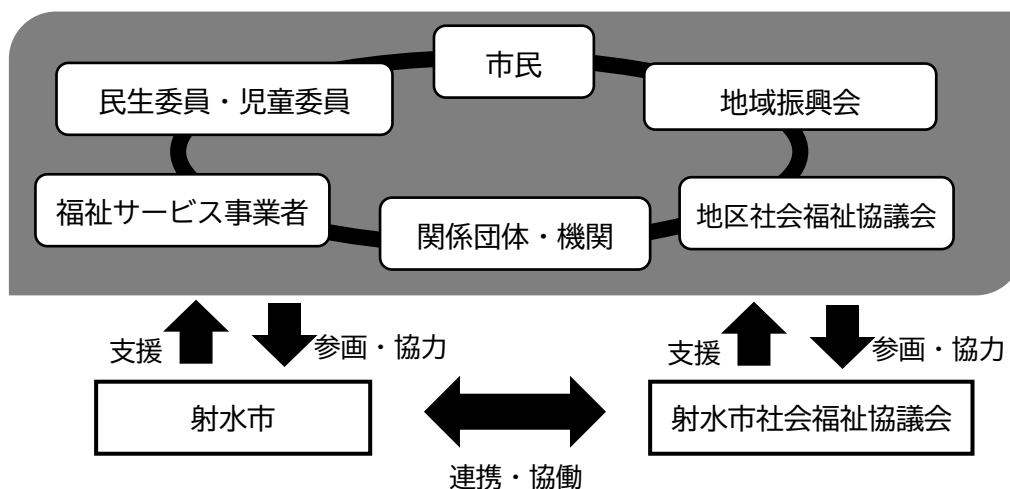 市民
民生委員・児童委員
地域振興会
福祉サービス事業者
関係団体・機関
地区社会福祉協議会
支援
参画・協力
支援
参画・協力
射水市
射水市社会福祉協議会
連携・協働